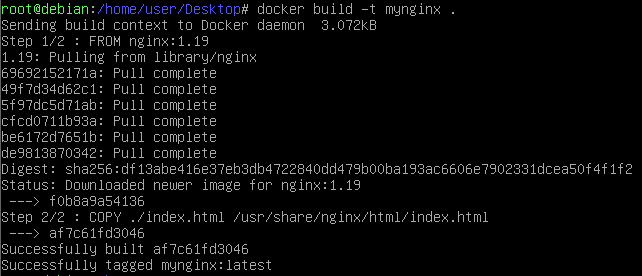 root@debian:/home/user/Desktop# docker build -t mynginx .
Sending build context to Docker daemon  3.072kB
Step 1/2 : FROM nginx:1.19
1.19: Pulling from library/nginx
69692152171a: Pull complete
49f7d34d62c1: Pull complete
5f97dc5d71ab: Pull complete
cfcd0711b93a: Pull complete
be6172d7651b: Pull complete
de9813870342: Pull complete
Digest: sha256:df13abe416e37eb3db4722840dd479b00ba193ac6606e7902331dcea50f4f1f2
Status: Downloaded newer image for nginx:1.19
 ---> f0b8a9a54136
Step 2/2 : COPY ./index.html /usr/share/nginx/html/index.html
 ---> af7c61fd3046
Successfully built af7c61fd3046
Successfully tagged mynginx:latest